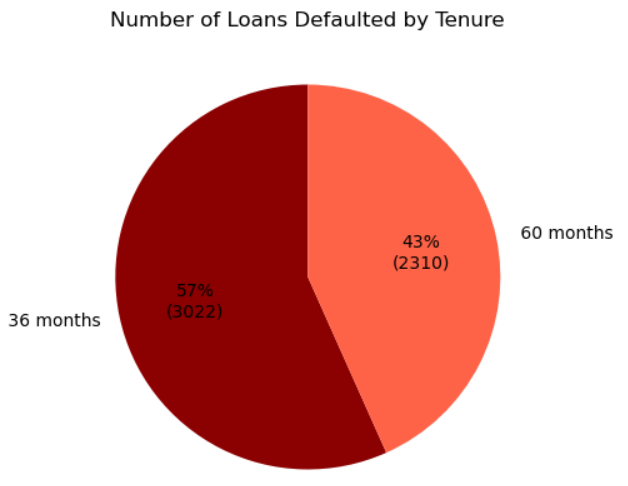 Number of Loans Defaulted by Tenure
60 months
43%
(2310)
57%
(3022)
36 months